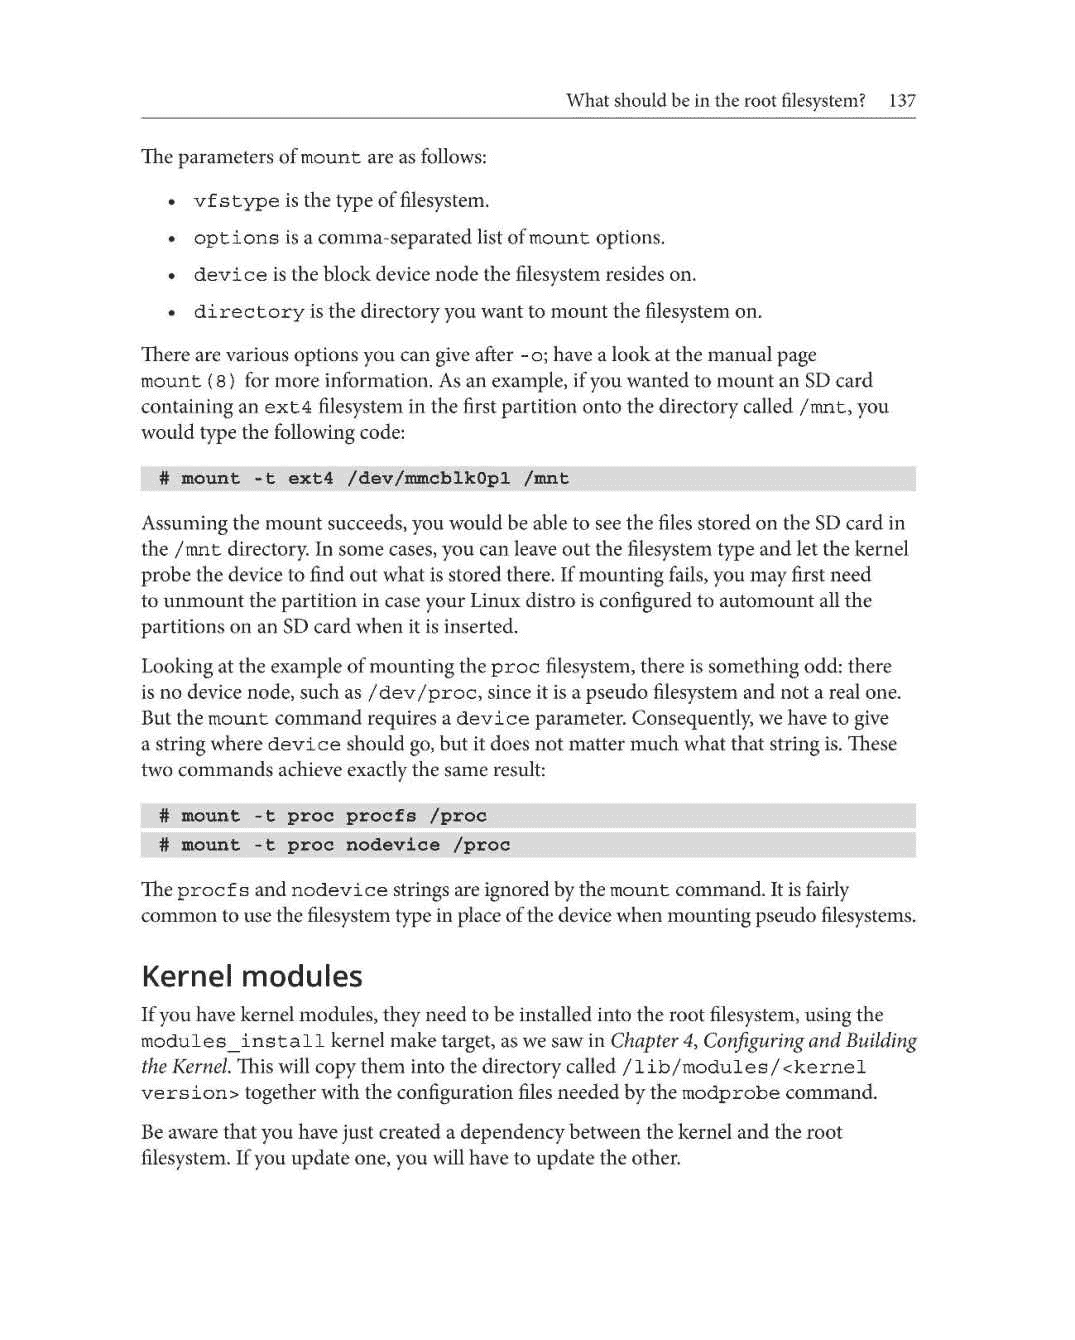 What should be in the root filesystem? 137
The parameters of mount are as follows:
• vfstype is the type of filesystem.
• options is a comma-separated list of mount options.
• device is the block device node the filesystem resides on.
• directory is the directory you want to mount the filesystem on.
There are various options you can give after -o; have a look at the manual page
mount(8) for more information. As an example, if you wanted to mount an SD card
containing an ext4 filesystem in the first partition onto the directory called /mnt, you
would type the following code:
# mount -t ext4 /dev/mmcblk0p1 /mnt
Assuming the mount succeeds, you would be able to see the files stored on the SD card in
the /mnt directory. In some cases, you can leave out the filesystem type and let the kernel
probe the device to find out what is stored there. If mounting fails, you may first need
to unmount the partition in case your Linux distro is configured to automount all the
partitions on an SD card when it is inserted.
Looking at the example of mounting the proc filesystem, there is something odd: there
is no device node, such as /dev/proc, since it is a pseudo filesystem and not a real one.
But the mount command requires a device parameter. Consequently, we have to give
a string where device should go, but it does not matter much what that string is. These
two commands achieve exactly the same result:
# mount -t proc procfs /proc
# mount -t proc nodevice /proc
The procfs and nodevice strings are ignored by the mount command. It is fairly
common to use the filesystem type in place of the device when mounting pseudo filesystems.
Kernel modules
If you have kernel modules, they need to be installed into the root filesystem, using the
modules_install kernel make target, as we saw in Chapter 4, Configuring and Building
the Kernel. This will copy them into the directory called /lib/modules/<kernel
version> together with the configuration files needed by the modprobe command.
Be aware that you have just created a dependency between the kernel and the root
filesystem. If you update one, you will have to update the other.